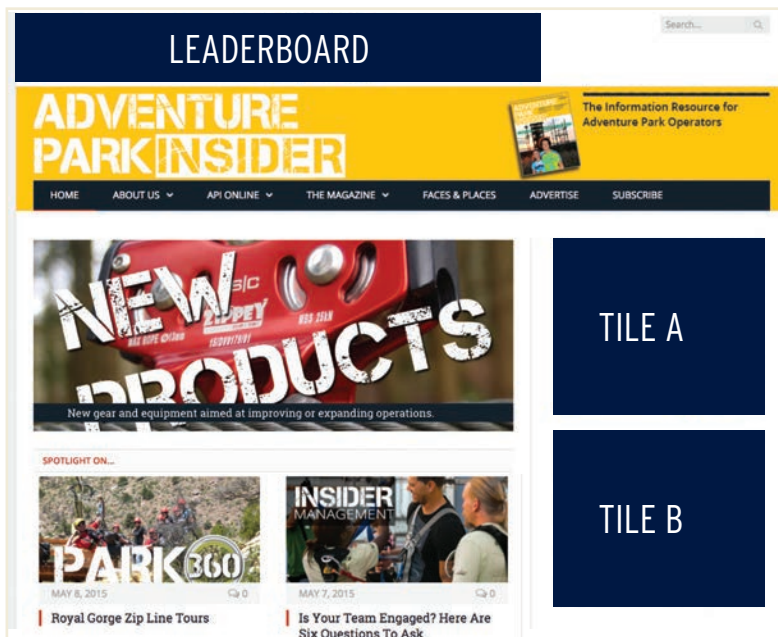 LEADERBOARD
Search...
ADVENTURE
PARK INSIDER
ADVENTURE
PARK
The Information Resource for
Adventure Park Operators
HOME
ABOUT US
API ONLINE
THE MAGAZINE
FACES & PLACES
ADVERTISE
SUBSCRIBE
NEW
PRODUCTS
ZIPPEY
New gear and equipment aimed at improving or expanding operations.
TILE A
SPOTLIGHT ON...
PARK 360
MAY 8, 2015
0
Royal Gorge Zip Line Tours
INSIDER
MANAGEMENT
MAY 7, 2015
0
Is Your Team Engaged? Here Are
Six Questions To Ask
TILE B